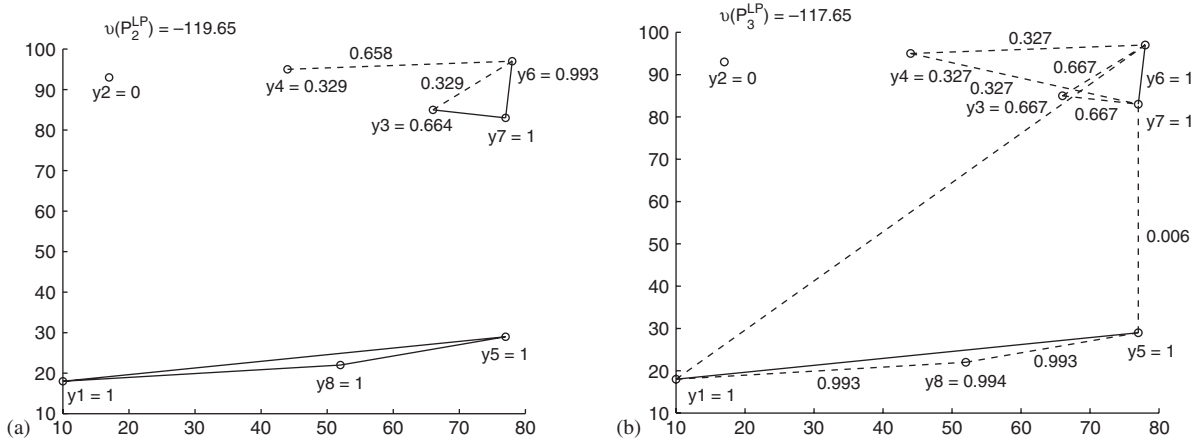 υ(P₂ᴸᴾ) = –119.65
100
90
80
70
60
50
40
30
20
10
10 20 30 40 50 60 70 80
y2 = 0
0.658
y4 = 0.329
0.329
y6 = 0.993
y3 = 0.664
y7 = 1
y5 = 1
y8 = 1
y1 = 1
(a)
υ(P₃ᴸᴾ) = –117.65
100
90
80
70
60
50
40
30
20
10
10 20 30 40 50 60 70 80
y2 = 0
0.327
y4 = 0.327
0.667
y6 = 1
0.327
y3 = 0.667
0.667
y7 = 1
0.006
y5 = 1
0.993
y8 = 0.994
0.993
y1 = 1
(b)